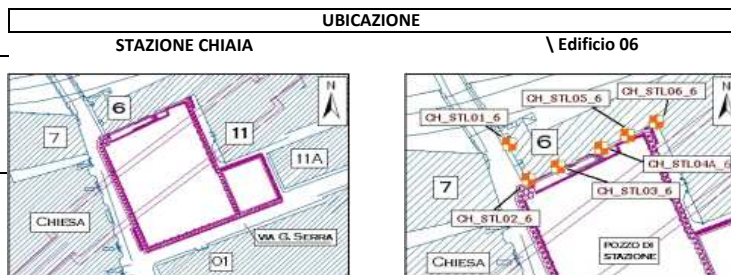 UBICAZIONE
STAZIONE CHIAIA
\ Edificio 06
N
6
7
11
11A
CHIESA
VIA G. SERRA
01
N
CH_STL05_6
CH_STL06_6
CH_STL01_6
6
CH_STL04A_6
7
CH_STL03_6
CH_STL02_6
POZZO DI
STAZIONE
CHIESA